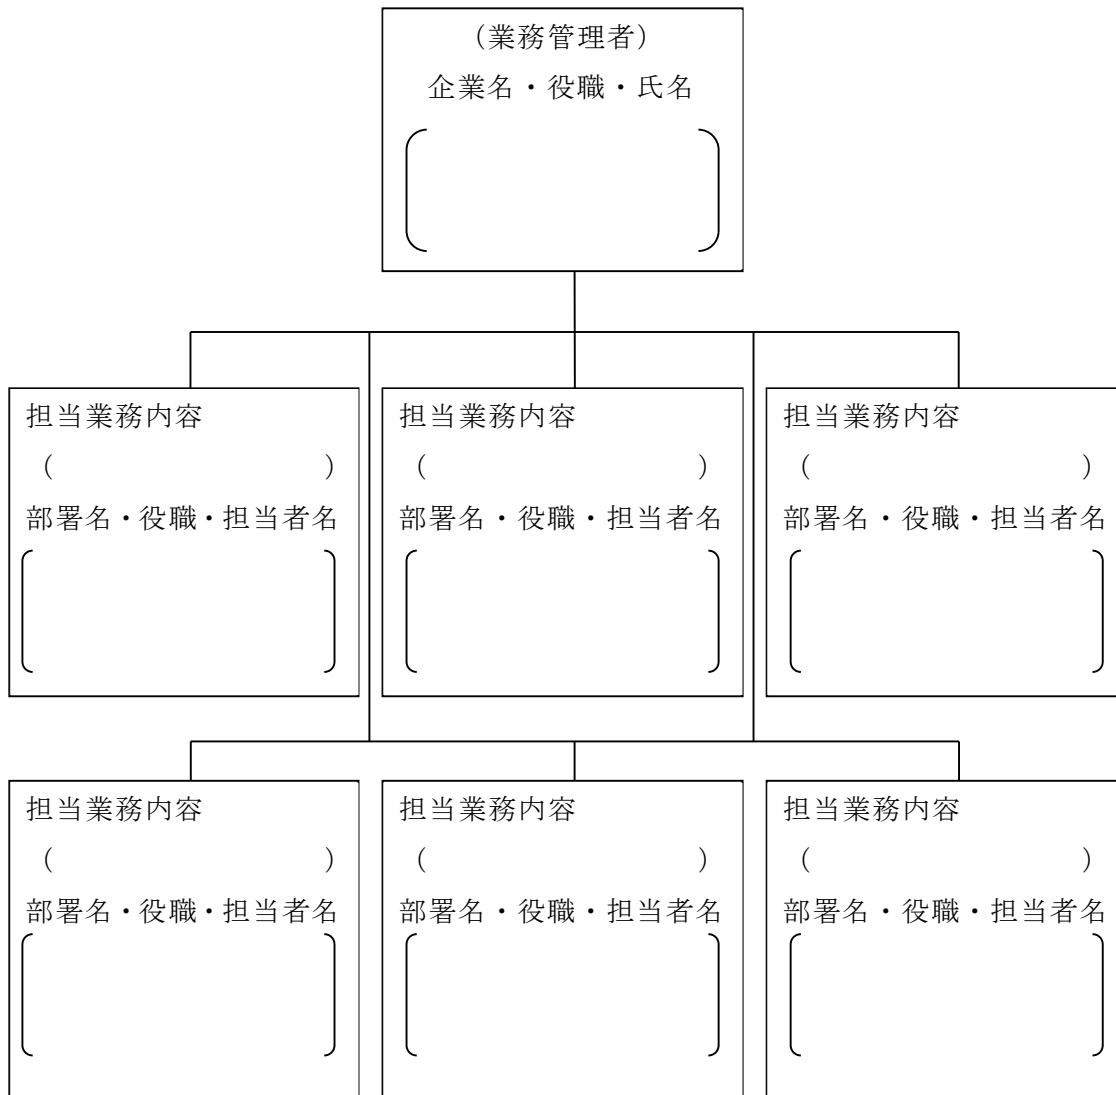 （業務管理者）
企業名・役職・氏名
担当業務内容
（　　　　　　　　　）
部署名・役職・担当者名
担当業務内容
（　　　　　　　　　）
部署名・役職・担当者名
担当業務内容
（　　　　　　　　　）
部署名・役職・担当者名
担当業務内容
（　　　　　　　　　）
部署名・役職・担当者名
担当業務内容
（　　　　　　　　　）
部署名・役職・担当者名
担当業務内容
（　　　　　　　　　）
部署名・役職・担当者名